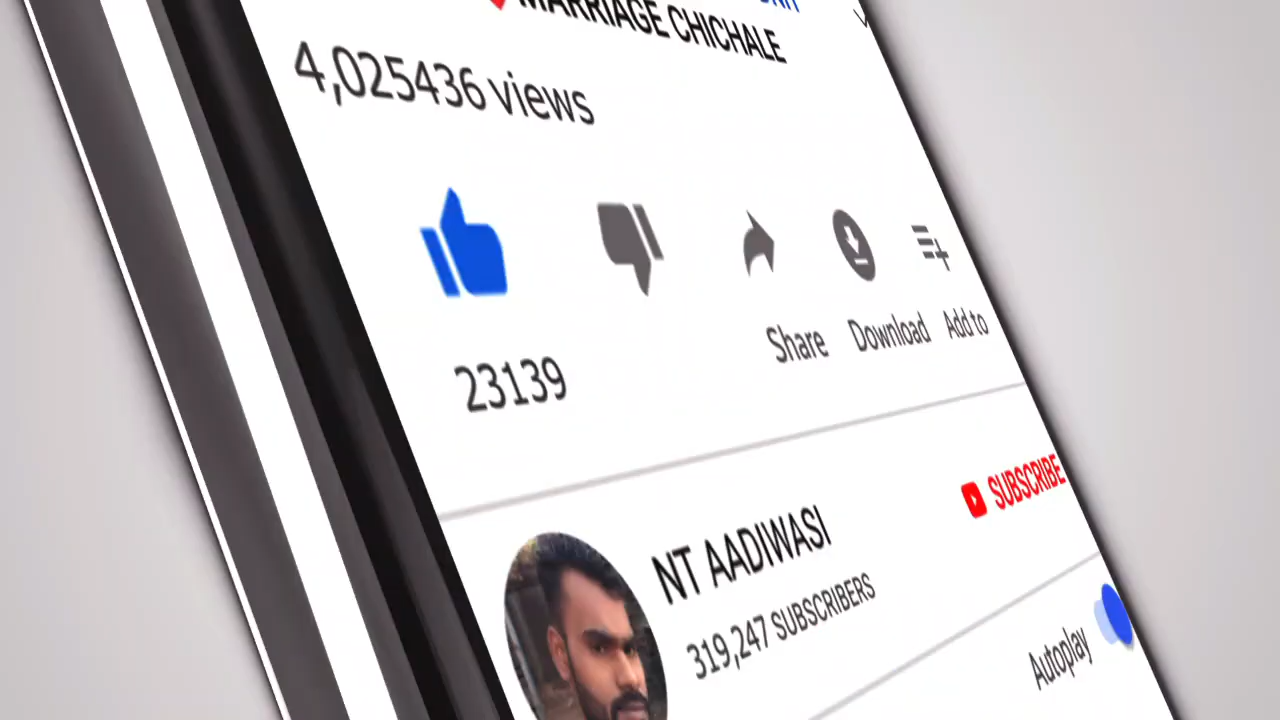 MARRIAGE CHICHALE
4,025436 views
23139
Share Download Add to
SUBSCRIBE
NT AADIWASI
319,247 SUBSCRIBERS
Autoplay